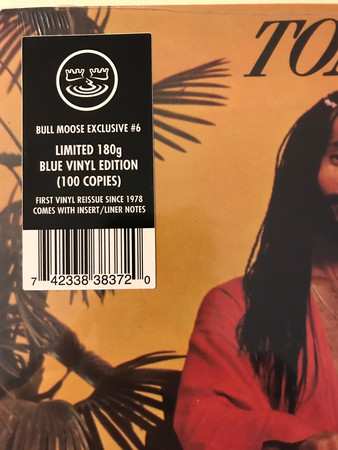 TO
BULL MOOSE EXCLUSIVE #6
LIMITED 180g
BLUE VINYL EDITION
(100 COPIES)
FIRST VINYL REISSUE SINCE 1978
COMES WITH INSERT/LINER NOTES
7 42338 38372 0